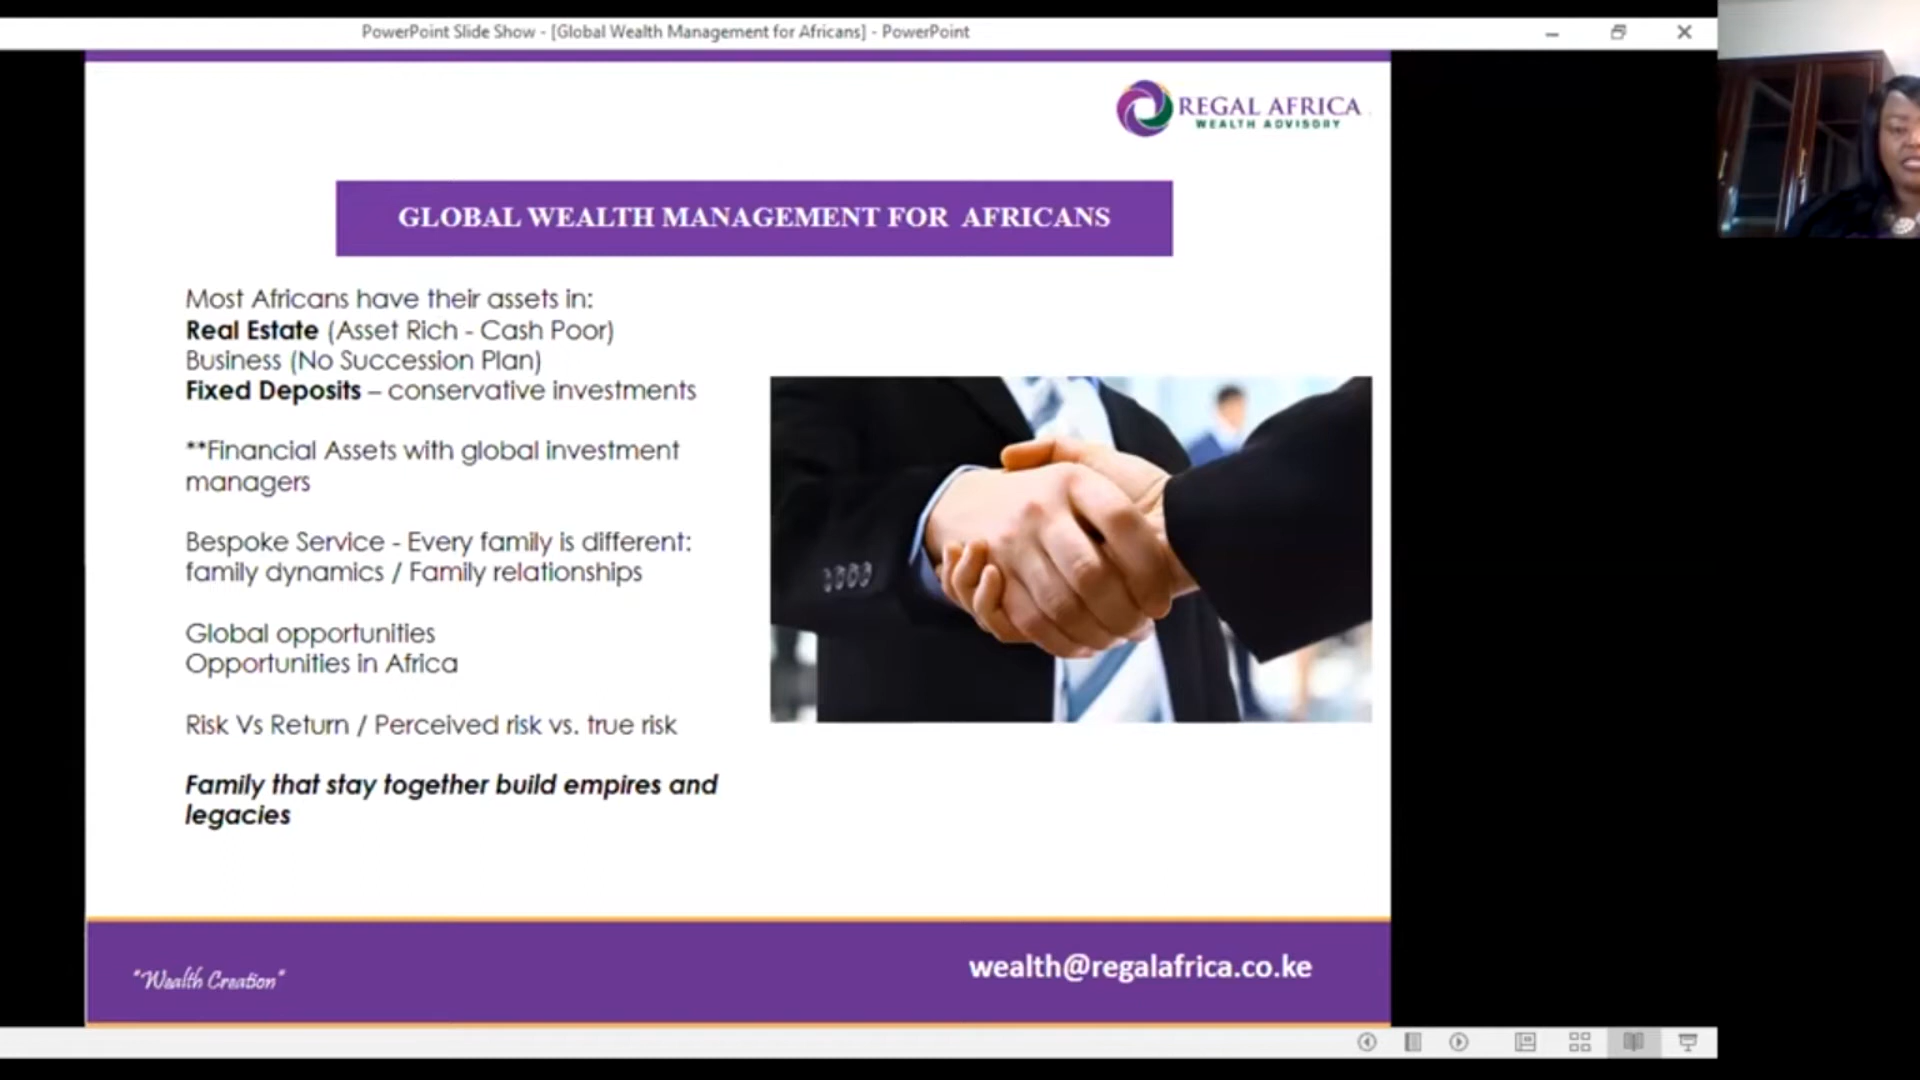 PowerPoint Slide Show - [Global Wealth Management for Africans] - PowerPoint
REGAL AFRICA
WEALTH ADVISORY
GLOBAL WEALTH MANAGEMENT FOR AFRICANS
Most Africans have their assets in:
Real Estate (Asset Rich - Cash Poor)
Business (No Succession Plan)
Fixed Deposits – conservative investments
**Financial Assets with global investment
managers
Bespoke Service - Every family is different:
family dynamics / Family relationships
Global opportunities
Opportunities in Africa
Risk Vs Return / Perceived risk vs. true risk
Family that stay together build empires and
legacies
"Wealth Creation"
wealth@regalafrica.co.ke